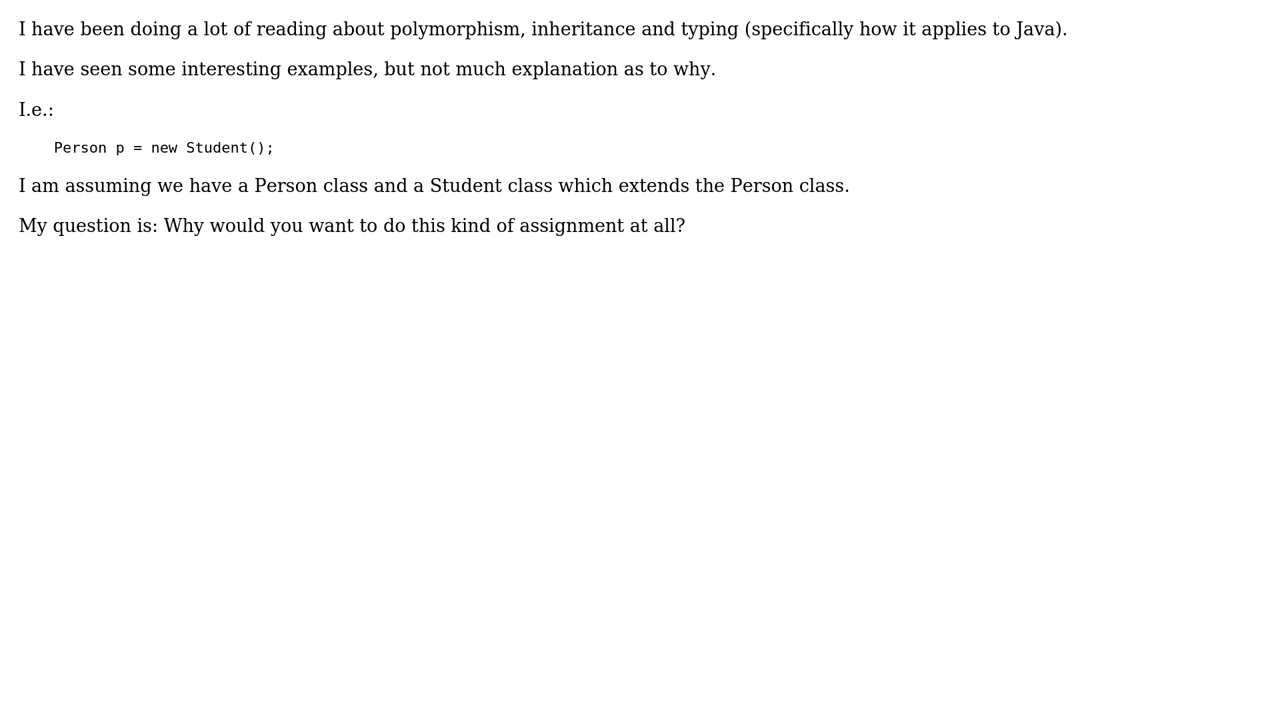 I have been doing a lot of reading about polymorphism, inheritance and typing (specifically how it applies to Java).
I have seen some interesting examples, but not much explanation as to why.
I.e.:
Person p = new Student();
I am assuming we have a Person class and a Student class which extends the Person class.
My question is: Why would you want to do this kind of assignment at all?